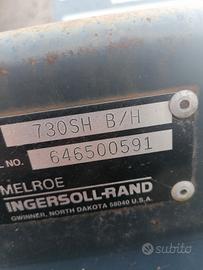 730SH B/H
L NO. 646500591
MELROE
INGERSOLL-RAND
GWINNER, NORTH DAKOTA 58040 U.S.A.
subito